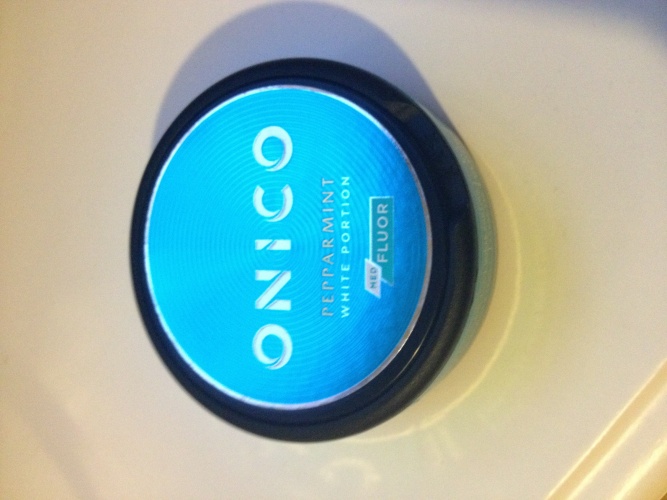 ONICO
PEPPARMINT
WHITE PORTION
MED
FLUOR